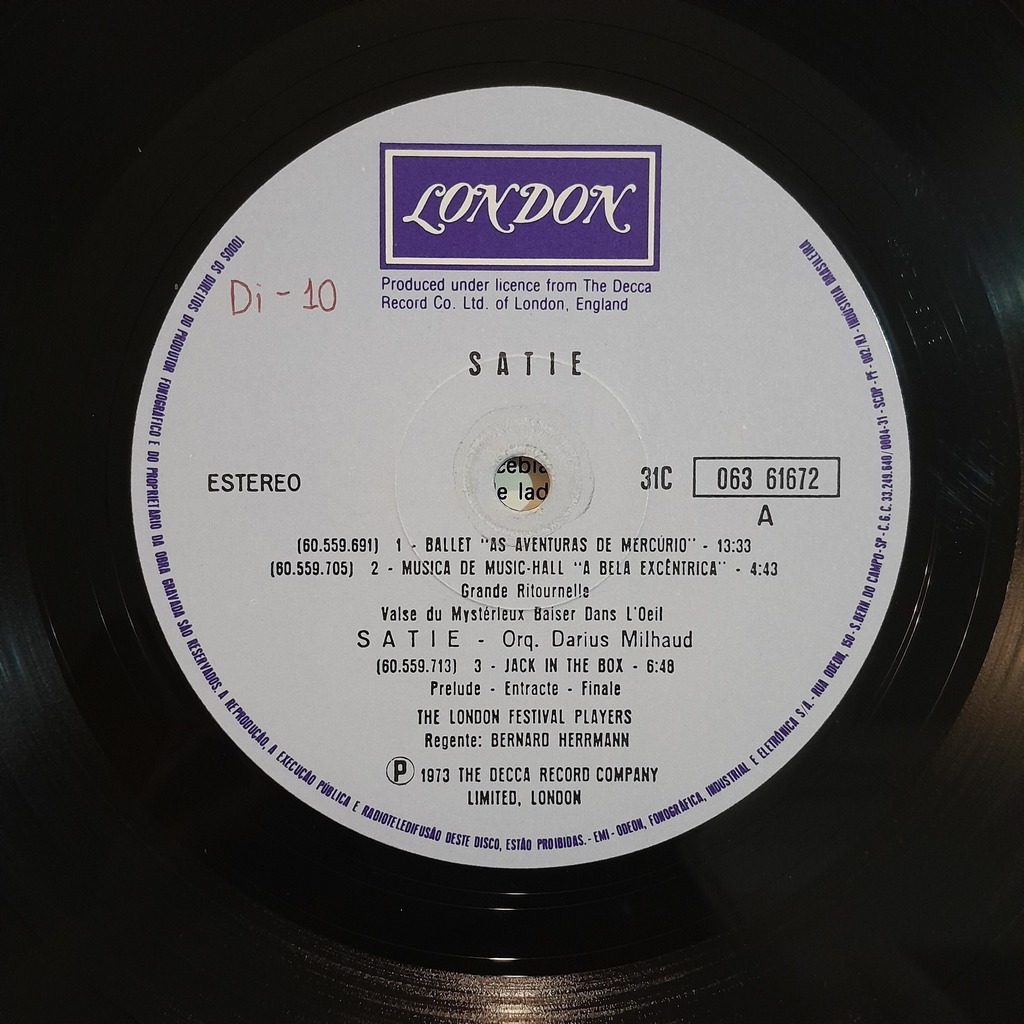 LONDON
Produced under licence from The Decca
Record Co. Ltd. of London, England
Di - 10
SATIE
ESTEREO
31C 063 61672
A
e lad
(60.559.691) 1 - BALLET "AS AVENTURAS DE MERCÚRIO" - 13:33
(60.559.705) 2 - MUSICA DE MUSIC-HALL "A BELA EXCÊNTRICA" - 4:43
Grande Ritournelle
Valse du Mystérieux Baiser Dans L'Oeil
SATIE - Orq. Darius Milhaud
(60.559.713) 3 - JACK IN THE BOX - 6:48
Prelude - Entracte - Finale
THE LONDON FESTIVAL PLAYERS
Regente: BERNARD HERRMANN
℗ 1973 THE DECCA RECORD COMPANY
LIMITED, LONDON
TODOS OS DIREITOS DO PRODUTOR FONOGRÁFICO E DO PROPRIETARIO DA OBRA GRAVADA SÃO RESERVADOS. A REPRODUÇÃO, A EXECUÇÃO PÚBLICA E RADIOTELEDIFUSÃO DESTE DISCO, ESTÃO PROIBIDAS. - EMI - ODEON, FONOGRÁFICA, INDUSTRIAL E ELETRÔNICA S/A. - RUA ODEON, 150 - S. BERN. DO CAMPO - SP - C.G.C. 33.249.640/0004-31 - SCDP - PF - 002/RJ - INDÚSTRIA BRASILEIRA